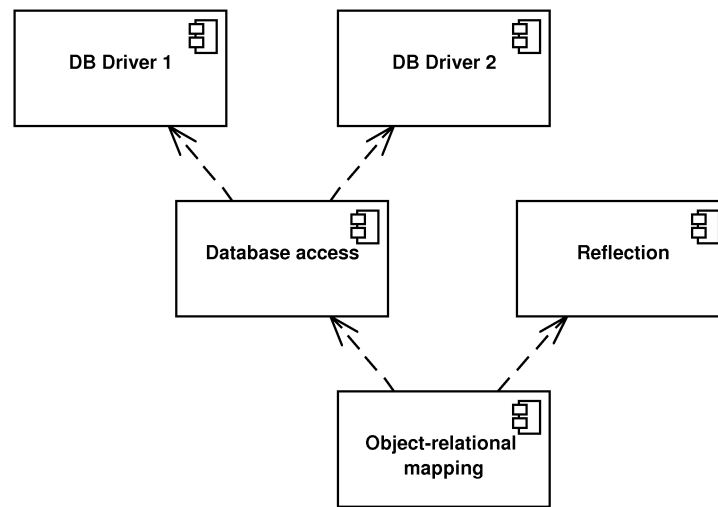 DB Driver 1
DB Driver 2
Database access
Reflection
Object-relational
mapping